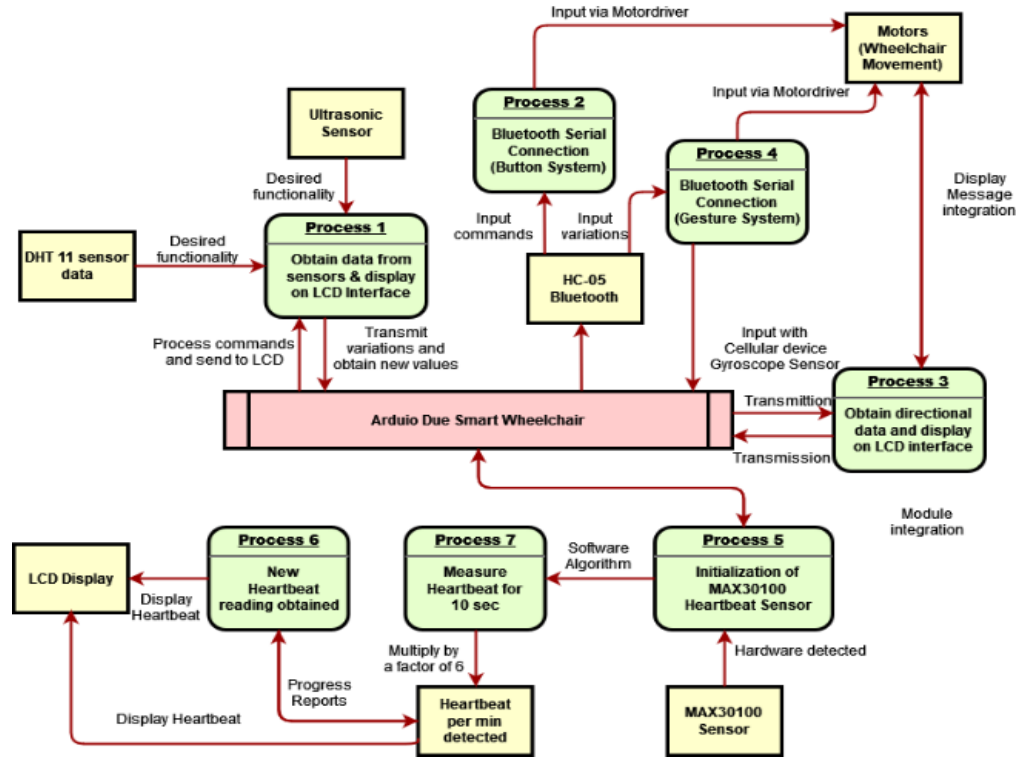 Input via Motordriver
Motors
(Wheelchair
Movement)
Process 2
Bluetooth Serial
Connection
(Button System)
Input via Motordriver
Ultrasonic
Sensor
Process 4
Bluetooth Serial
Connection
(Gesture System)
Desired
functionality
Display
Message
integration
Input
commands
Input
variations
Process 1
Obtain data from
sensors & display
on LCD Interface
Desired
functionality
DHT 11 sensor
data
HC-05
Bluetooth
Process commands
and send to LCD
Transmit
variations and
obtain new values
Input with
Cellular device
Gyroscope Sensor
Process 3
Obtain directional
data and display
on LCD interface
Arduio Due Smart Wheelchair
Transmittion
Transmission
Module
integration
Process 6
New
Heartbeat
reading obtained
Process 7
Measure
Heartbeat for
10 sec
Software
Algorithm
Process 5
Initialization of
MAX30100
Heartbeat Sensor
LCD Display
Display
Heartbeat
Multiply by
a factor of 6
Hardware detected
Progress
Reports
Display Heartbeat
Heartbeat
per min
detected
MAX30100
Sensor